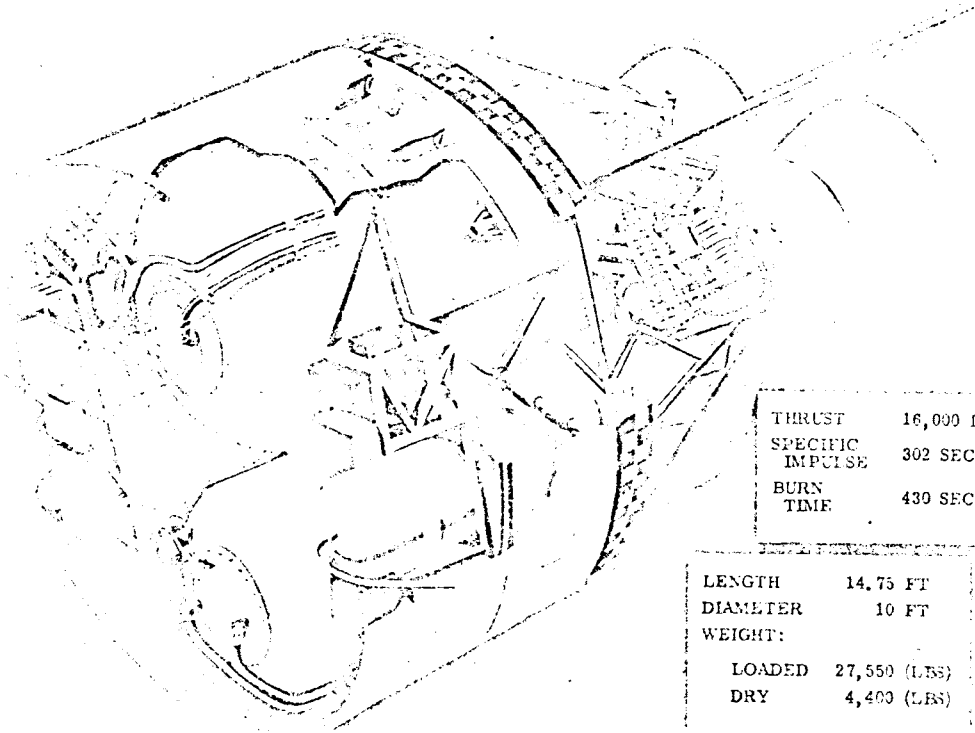 THRUST 16,000
SPECIFIC
IMPULSE 302 SEC
BURN
TIME 430 SEC
LENGTH 14.75 FT
DIAMETER 10 FT
WEIGHT:
LOADED 27,550 (LBS)
DRY 4,400 (LBS)